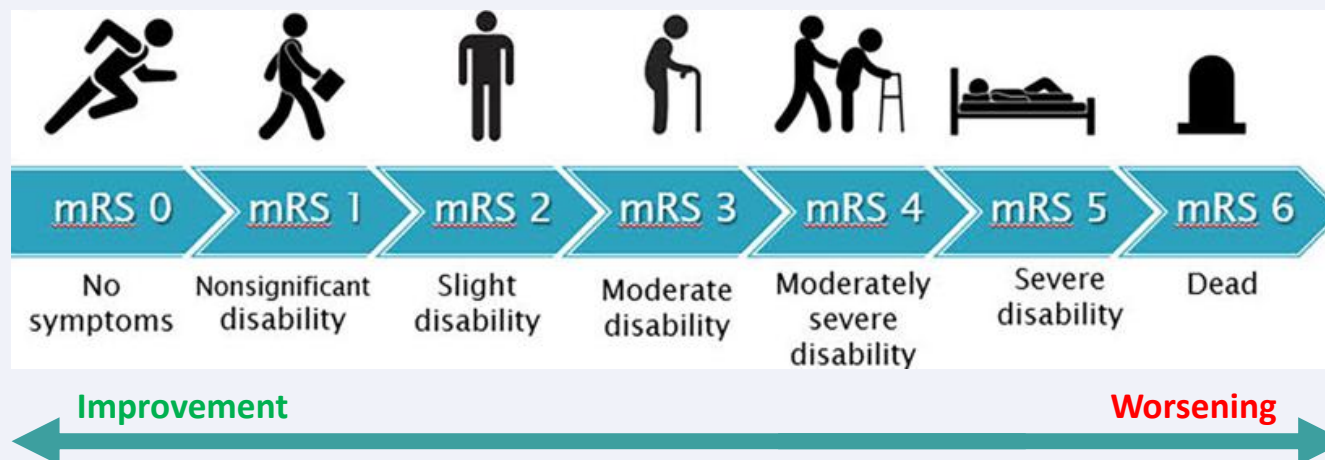 mRS 0 mRS 1 mRS 2 mRS 3 mRS 4 mRS 5 mRS 6
No
symptoms
Nonsignificant
disability
Slight
disability
Moderate
disability
Moderately
severe
disability
Severe
disability
Dead
Improvement
Worsening